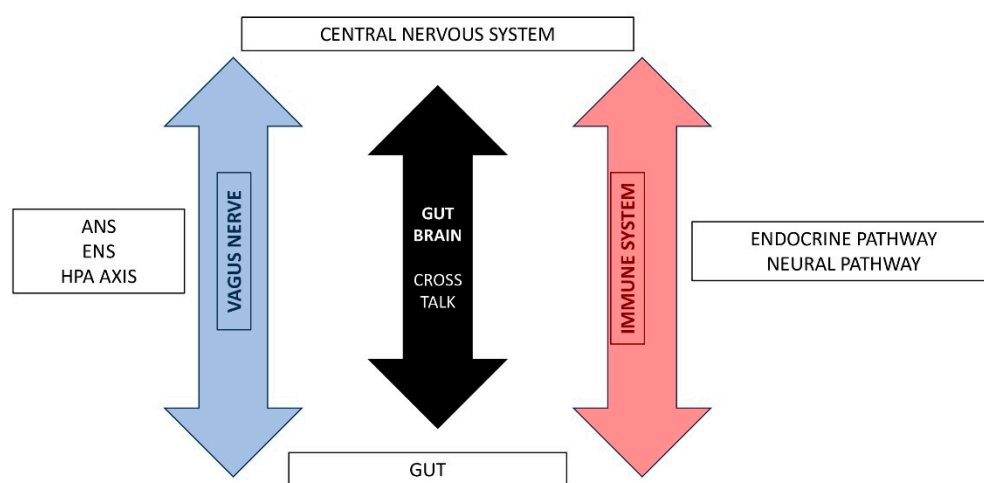 CENTRAL NERVOUS SYSTEM
ANS
ENS
HPA AXIS
VAGUS NERVE
GUT
BRAIN
CROSS
TALK
IMMUNE SYSTEM
ENDOCRINE PATHWAY
NEURAL PATHWAY
GUT